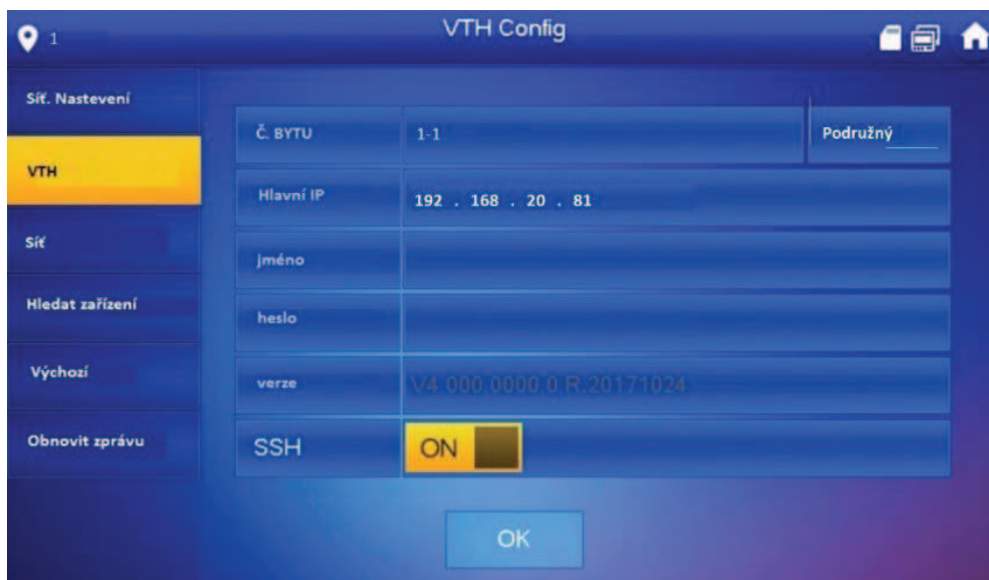 1
VTH Config
Síť. Nastevení
VTH
Síť
Hledat zařízení
Výchozí
Obnovit zprávu
Č. BYTU 1-1 Podružný
Hlavní IP 192 . 168 . 20 . 81
jméno
heslo
verze V4.000.0000.0.R.20171024
SSH ON
OK